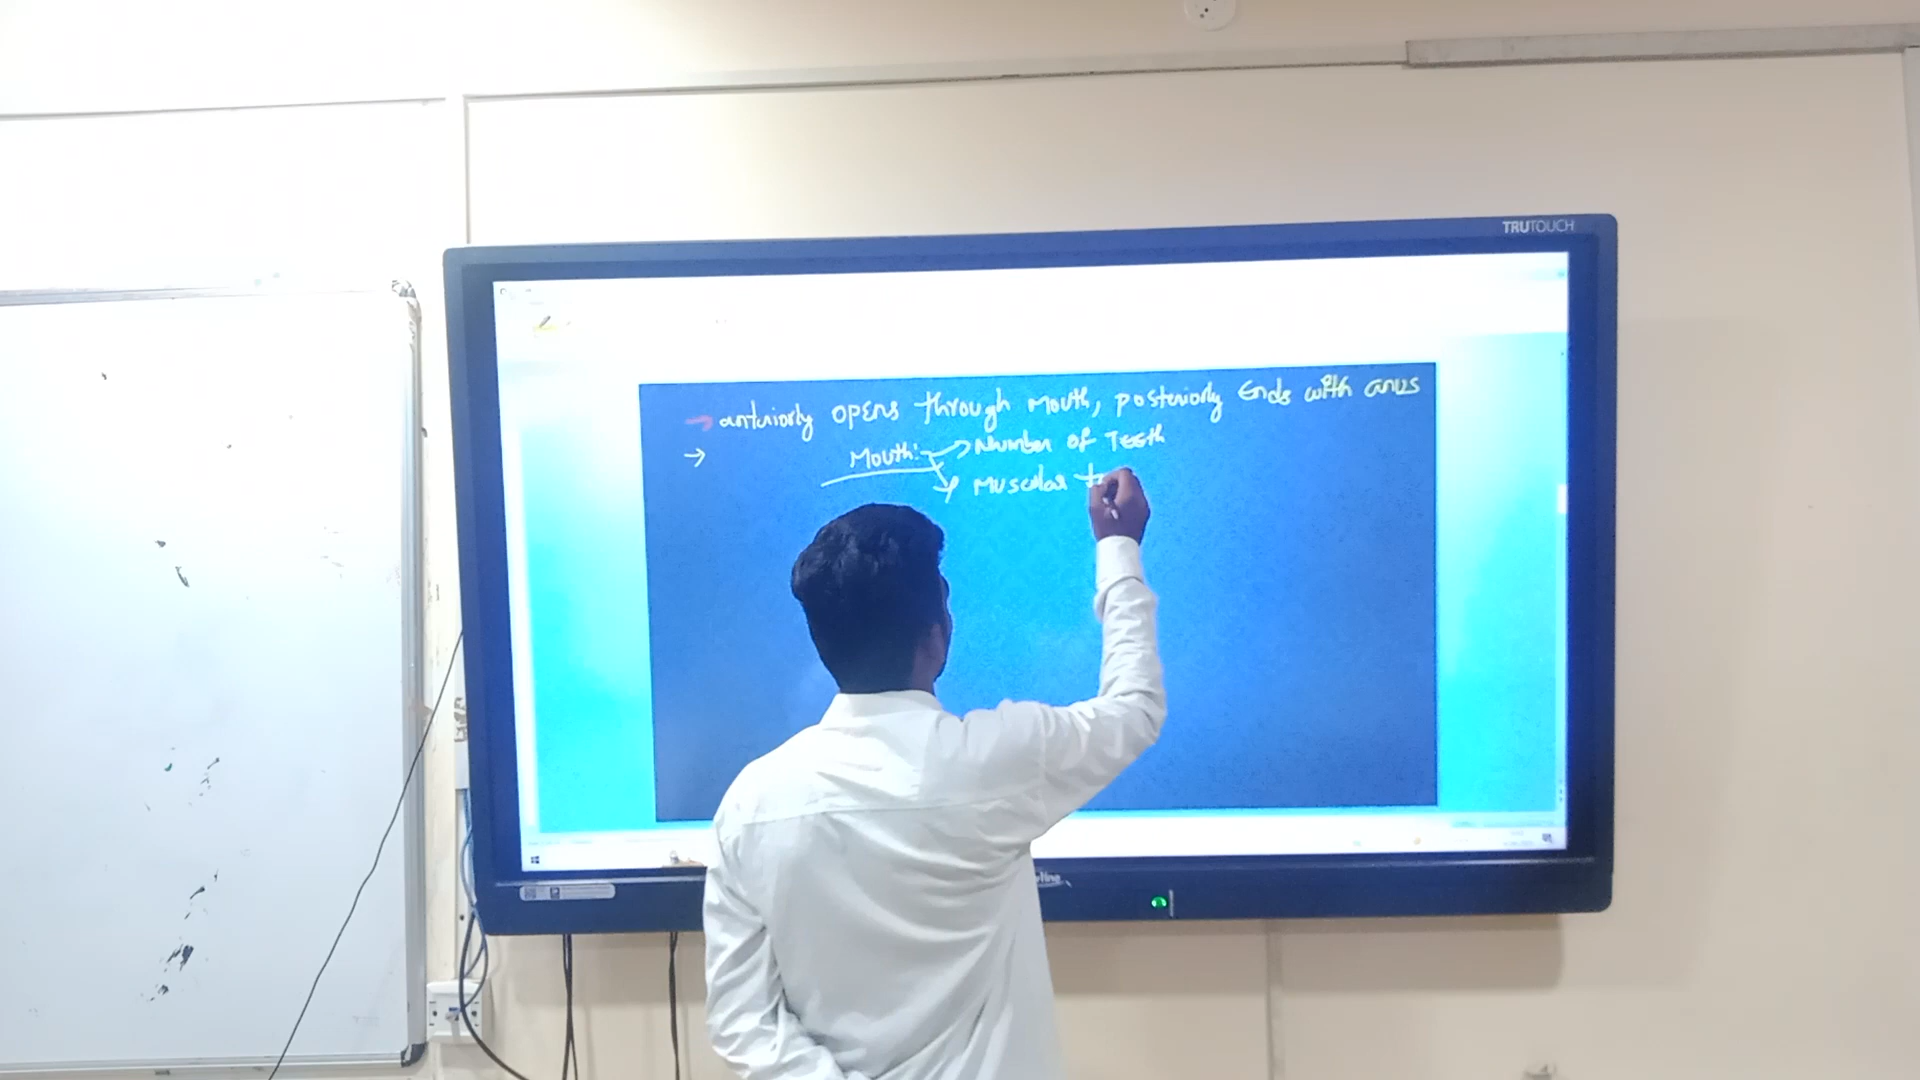 TRUTOUCH
→ anteriorly opens through Mouth, posteriorly Ends with anus
→ Mouth: → Number of Teeth
→ Muscular